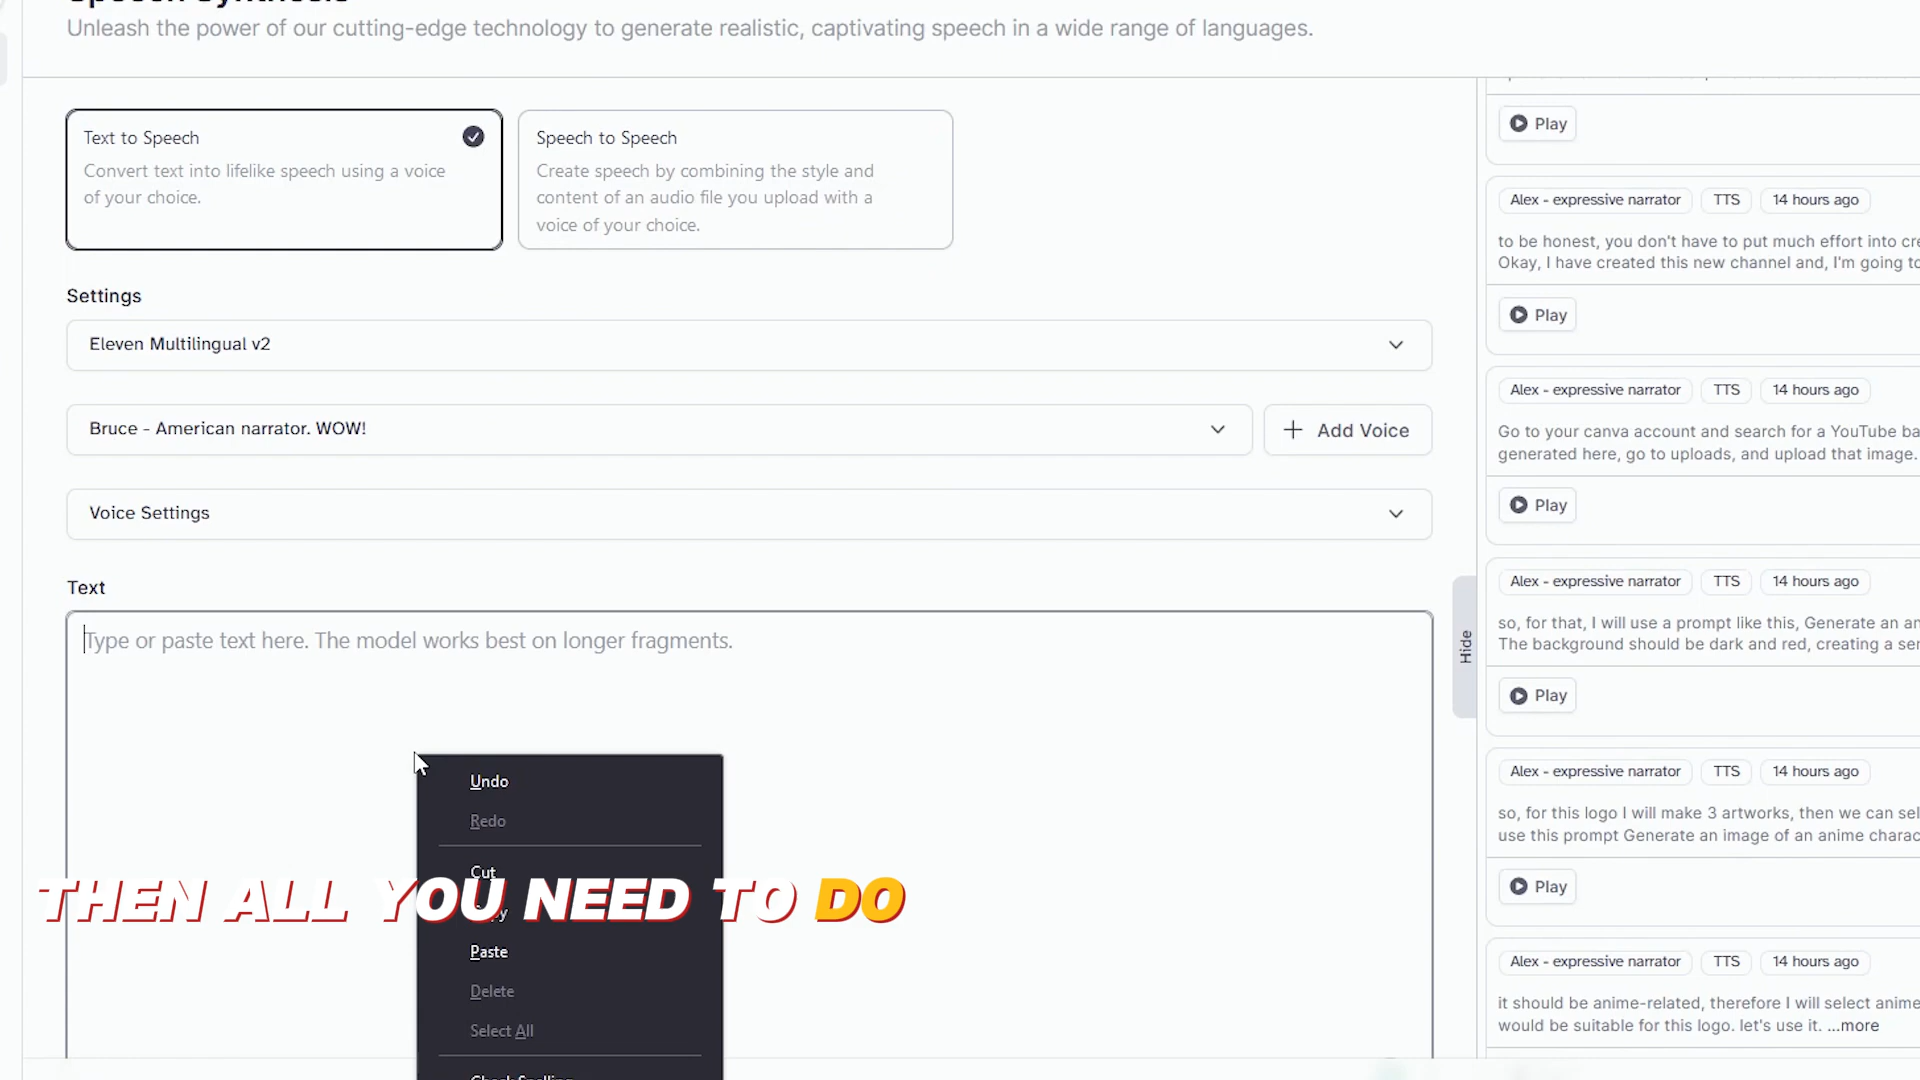 Speech Synthesis
Unleash the power of our cutting-edge technology to generate realistic, captivating speech in a wide range of languages.
Text to Speech
Convert text into lifelike speech using a voice
of your choice.
Speech to Speech
Create speech by combining the style and
content of an audio file you upload with a
voice of your choice.
Settings
Eleven Multilingual v2
Bruce - American narrator. WOW!
Add Voice
Voice Settings
Text
Type or paste text here. The model works best on longer fragments.
Undo
Redo
Cut
Paste
Delete
Select All
Check Spelling
THEN ALL YOU NEED TO DO
Hide
Play
Alex - expressive narrator TTS 14 hours ago
to be honest, you don't have to put much effort into
Okay, I have created this new channel and, I'm going to
Play
Alex - expressive narrator TTS 14 hours ago
Go to your canva account and search for a YouTube
generated here, go to uploads, and upload that image.
Play
Alex - expressive narrator TTS 14 hours ago
so, for that, I will use a prompt like this, Generate an
The background should be dark and red, creating a
Play
Alex - expressive narrator TTS 14 hours ago
so, for this logo I will make 3 artworks, then we can
use this prompt Generate an image of an anime
Play
Alex - expressive narrator TTS 14 hours ago
it should be anime-related, therefore I will select anime
would be suitable for this logo. let's use it. ...more